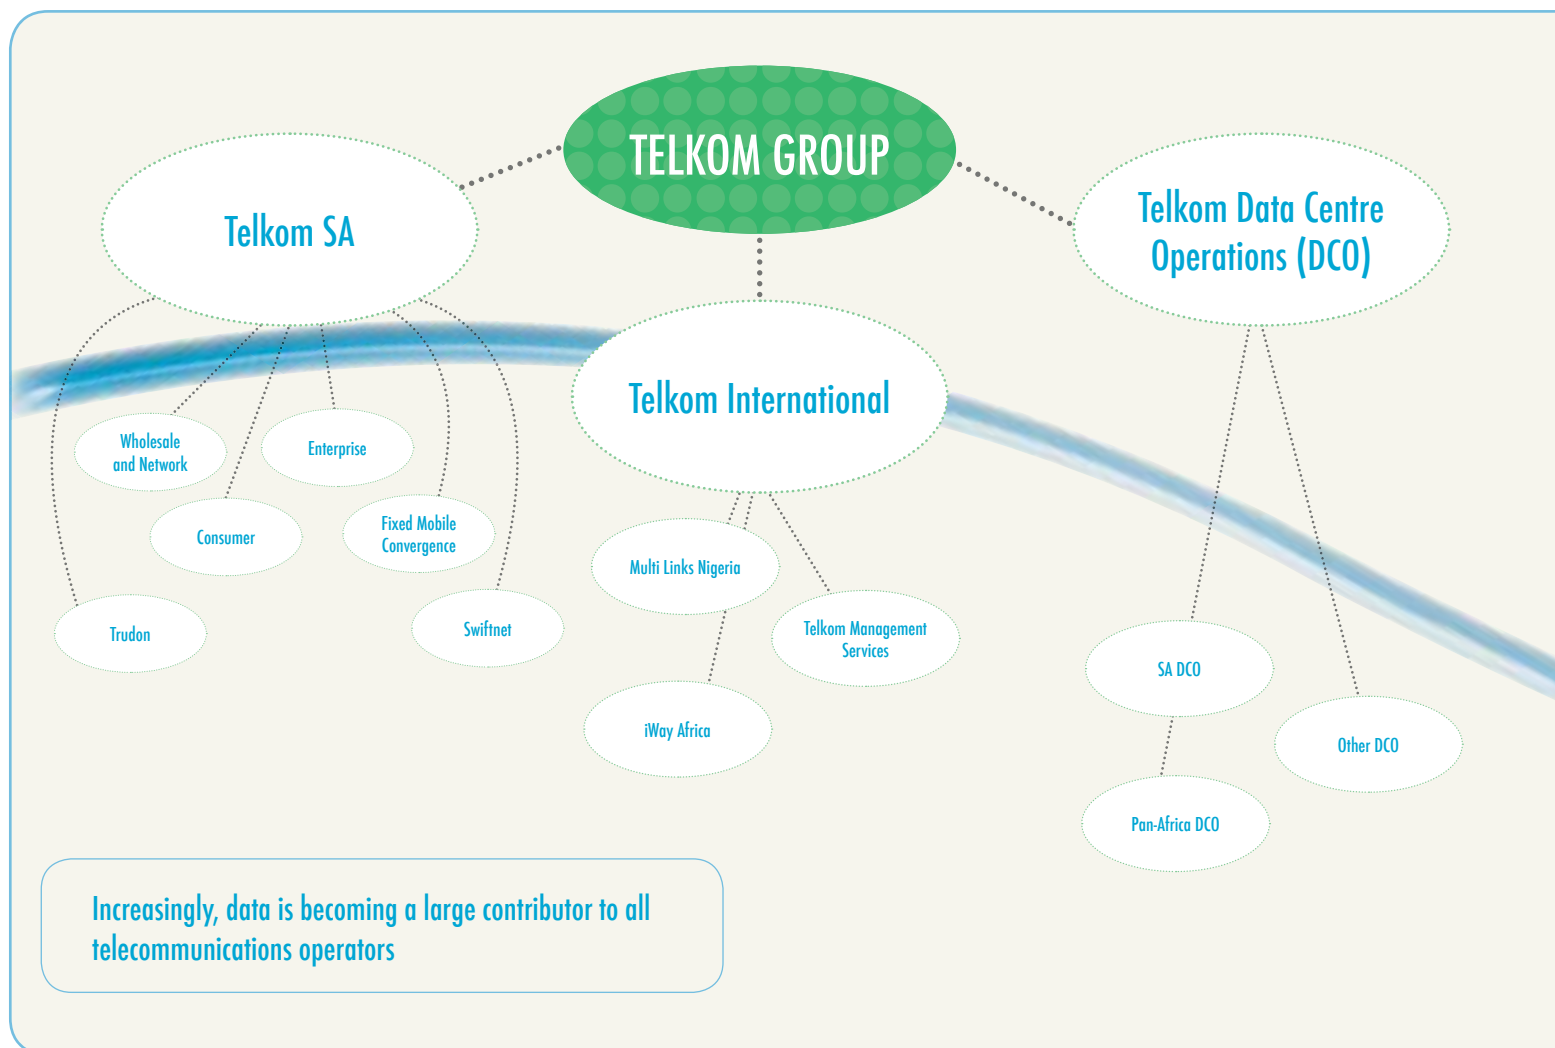 TELKOM GROUP
Telkom SA
Telkom Data Centre
Operations (DCO)
Telkom International
Wholesale
and Network
Enterprise
Consumer
Fixed Mobile
Convergence
Trudon
Swiftnet
Multi Links Nigeria
Telkom Management
Services
iWay Africa
SA DCO
Other DCO
Pan-Africa DCO
Increasingly, data is becoming a large contributor to all
telecommunications operators